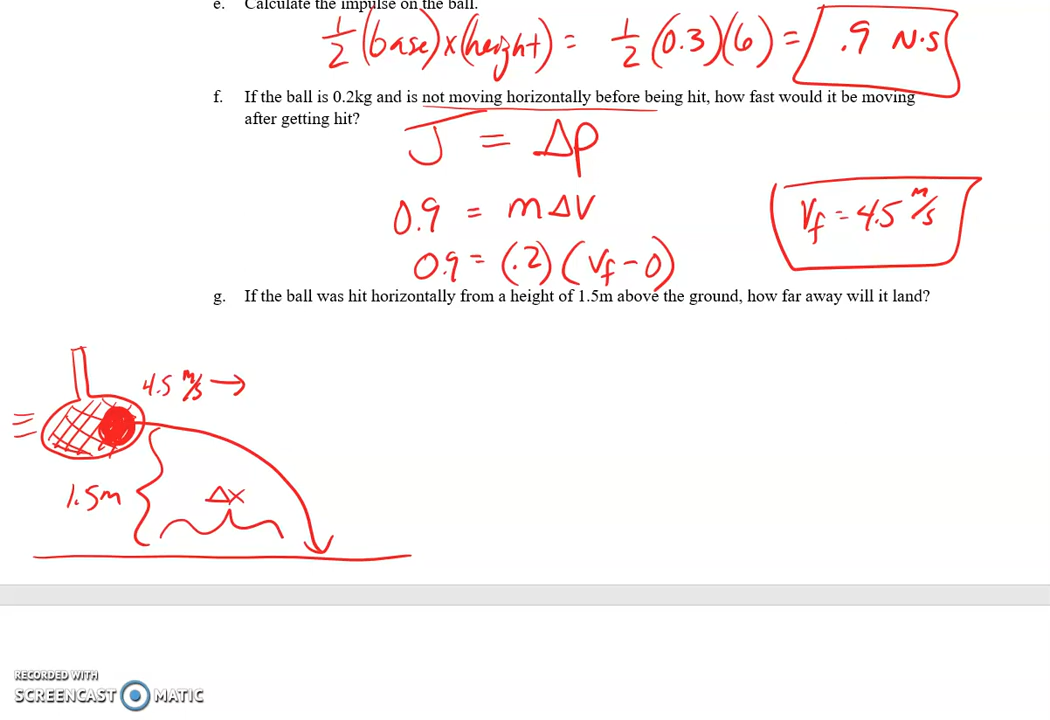 e. Calculate the impulse on the ball.
½ (base) x (height) = ½ (0.3)(6) = .9 N·s
f. If the ball is 0.2kg and is not moving horizontally before being hit, how fast would it be moving
after getting hit?
J = Δp
0.9 = mΔV
Vf = 4.5 m/s
0.9 = (.2) (Vf - 0)
g. If the ball was hit horizontally from a height of 1.5m above the ground, how far away will it land?
4.5 m/s →
1.5m
Δx
RECORDED WITH
SCREENCAST MATIC